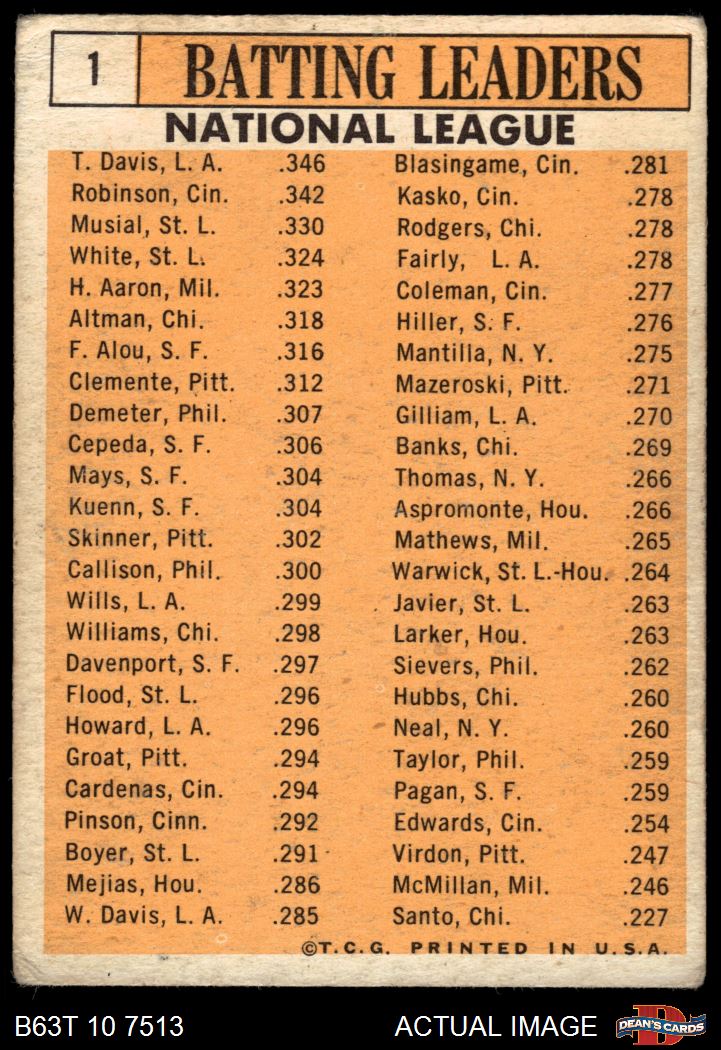 1
BATTING LEADERS
NATIONAL LEAGUE
T. Davis, L. A. .346
Robinson, Cin. .342
Musial, St. L. .330
White, St. L. .324
H. Aaron, Mil. .323
Altman, Chi. .318
F. Alou, S. F. .316
Clemente, Pitt. .312
Demeter, Phil. .307
Cepeda, S. F. .306
Mays, S. F. .304
Kuenn, S. F. .304
Skinner, Pitt. .302
Callison, Phil. .300
Wills, L. A. .299
Williams, Chi. .298
Davenport, S. F. .297
Flood, St. L. .296
Howard, L. A. .296
Groat, Pitt. .294
Cardenas, Cin. .294
Pinson, Cinn. .292
Boyer, St. L. .291
Mejias, Hou. .286
W. Davis, L. A. .285
Blasingame, Cin. .281
Kasko, Cin. .278
Rodgers, Chi. .278
Fairly, L. A. .278
Coleman, Cin. .277
Hiller, S. F. .276
Mantilla, N. Y. .275
Mazeroski, Pitt. .271
Gilliam, L. A. .270
Banks, Chi. .269
Thomas, N. Y. .266
Aspromonte, Hou. .266
Mathews, Mil. .265
Warwick, St. L.-Hou. .264
Javier, St. L. .263
Larker, Hou. .263
Sievers, Phil. .262
Hubbs, Chi. .260
Neal, N. Y. .260
Taylor, Phil. .259
Pagan, S. F. .259
Edwards, Cin. .254
Virdon, Pitt. .247
McMillan, Mil. .246
Santo, Chi. .227
©T.C.G. PRINTED IN U.S.A.
B63T 10 7513
ACTUAL IMAGE
D
DEAN'S CARDS